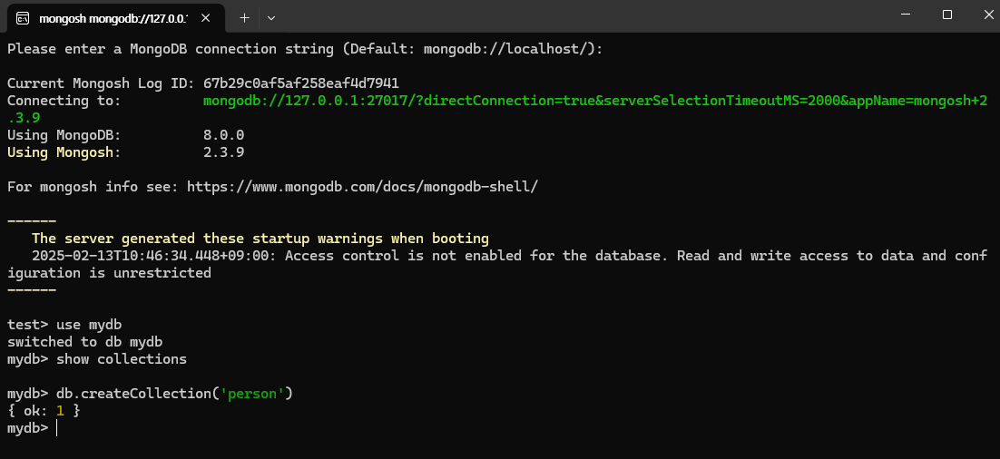 mongosh mongodb://127.0.0.1
Please enter a MongoDB connection string (Default: mongodb://localhost/):
Current Mongosh Log ID: 67b29c0af5af258eaf4d7941
Connecting to:          mongodb://127.0.0.1:27017/?directConnection=true&serverSelectionTimeoutMS=2000&appName=mongosh+2
.3.9
Using MongoDB:          8.0.0
Using Mongosh:          2.3.9
For mongosh info see: https://www.mongodb.com/docs/mongodb-shell/
------
The server generated these startup warnings when booting
2025-02-13T10:46:34.448+09:00: Access control is not enabled for the database. Read and write access to data and conf
iguration is unrestricted
------
test> use mydb
switched to db mydb
mydb> show collections
mydb> db.createCollection('person')
{ ok: 1 }
mydb>